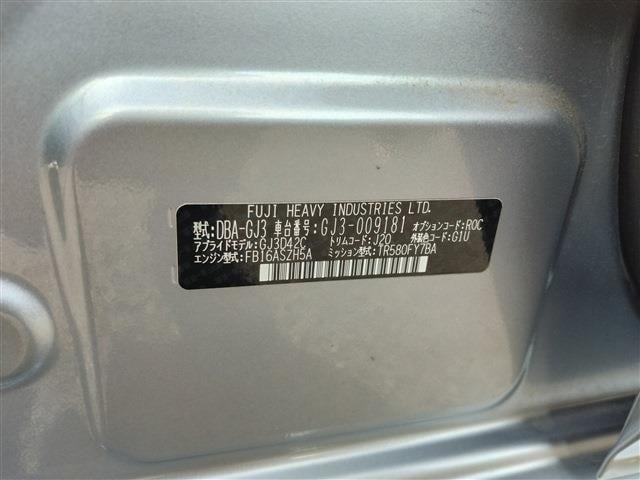 FUJI HEAVY INDUSTRIES LTD.
型式:DBA-GJ3 車台番号:GJ3-009181 オプションコード:ROC
アプライドモデル:GJ3D42C トリムコード:J20 外装色コード:G1U
エンジン型式:FB16ASZH5A ミッション型式:TR580FY7BA